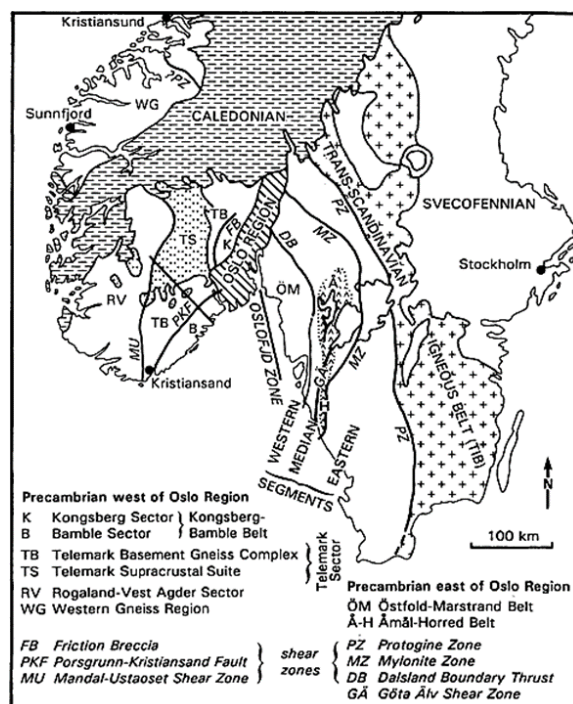 Kristiansund
PZ
WG
Sunnfjord
CALEDONIAN
TRANS-SCANDINAVIAN
IGNEOUS BELT (TIB)
SVECOFENNIAN
Stockholm
TB
FB
TS
K
OSLO REGION
PZ
DB
MZ
RV
ÖM
Å
TB
PKF
B
MU
Kristiansand
OSLOFJD ZONE
GÄ
MZ
H
PZ
WESTERN
MEDIAN
EASTERN
SEGMENTS
N
100 km
Precambrian west of Oslo Region
K Kongsberg Sector
B Bamble Sector
Kongsberg-
Bamble Belt
TB Telemark Basement Gneiss Complex
TS Telemark Supracrustal Suite
Telemark
Sector
RV Rogaland-Vest Agder Sector
WG Western Gneiss Region
Precambrian east of Oslo Region
ÖM Östfold-Marstrand Belt
Å-H Åmål-Horred Belt
FB Friction Breccia
PKF Porsgrunn-Kristiansand Fault
MU Mandal-Ustaoset Shear Zone
shear
zones
PZ Protogine Zone
MZ Mylonite Zone
DB Dalsland Boundary Thrust
GÄ Göta Älv Shear Zone